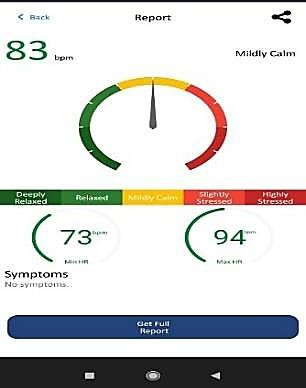 Back
Report
83 bpm
Mildly Calm
Deeply Relaxed
Relaxed
Mildly Calm
Slightly Stressed
Highly Stressed
73 bpm
Min HR
94 bpm
Max HR
Symptoms
No symptoms.
Get Full
Report